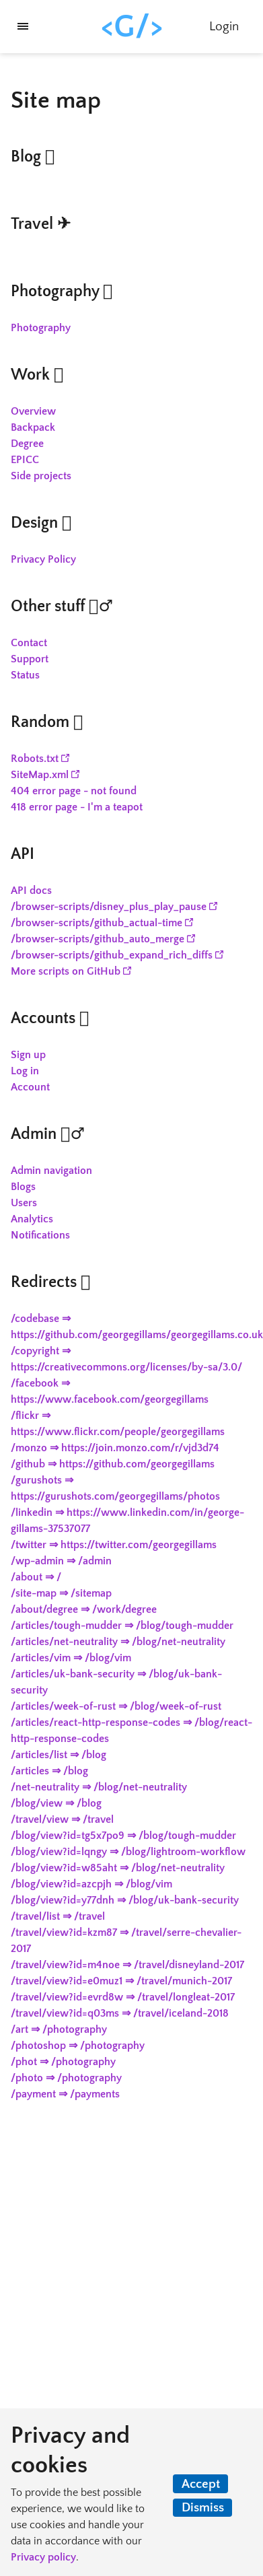 <G/>
Login
Site map
Blog
Travel ✈
Photography
Photography
Work
Overview
Backpack
Degree
EPICC
Side projects
Design
Privacy Policy
Other stuff ♂
Contact
Support
Status
Random
Robots.txt
SiteMap.xml
404 error page - not found
418 error page - I'm a teapot
API
API docs
/browser-scripts/disney_plus_play_pause
/browser-scripts/github_actual-time
/browser-scripts/github_auto_merge
/browser-scripts/github_expand_rich_diffs
More scripts on GitHub
Accounts
Sign up
Log in
Account
Admin ♂
Admin navigation
Blogs
Users
Analytics
Notifications
Redirects
/codebase ⇒
https://github.com/georgegillams/georgegillams.co.uk
/copyright ⇒
https://creativecommons.org/licenses/by-sa/3.0/
/facebook ⇒
https://www.facebook.com/georgegillams
/flickr ⇒
https://www.flickr.com/people/georgegillams
/monzo ⇒ https://join.monzo.com/r/vjd3d74
/github ⇒ https://github.com/georgegillams
/gurushots ⇒
https://gurushots.com/georgegillams/photos
/linkedin ⇒ https://www.linkedin.com/in/george-
gillams-37537077
/twitter ⇒ https://twitter.com/georgegillams
/wp-admin ⇒ /admin
/about ⇒ /
/site-map ⇒ /sitemap
/about/degree ⇒ /work/degree
/articles/tough-mudder ⇒ /blog/tough-mudder
/articles/net-neutrality ⇒ /blog/net-neutrality
/articles/vim ⇒ /blog/vim
/articles/uk-bank-security ⇒ /blog/uk-bank-
security
/articles/week-of-rust ⇒ /blog/week-of-rust
/articles/react-http-response-codes ⇒ /blog/react-
http-response-codes
/articles/list ⇒ /blog
/articles ⇒ /blog
/net-neutrality ⇒ /blog/net-neutrality
/blog/view ⇒ /blog
/travel/view ⇒ /travel
/blog/view?id=tg5x7po9 ⇒ /blog/tough-mudder
/blog/view?id=lqngy ⇒ /blog/lightroom-workflow
/blog/view?id=w85aht ⇒ /blog/net-neutrality
/blog/view?id=azcpjh ⇒ /blog/vim
/blog/view?id=y77dnh ⇒ /blog/uk-bank-security
/travel/list ⇒ /travel
/travel/view?id=kzm87 ⇒ /travel/serre-chevalier-
2017
/travel/view?id=m4noe ⇒ /travel/disneyland-2017
/travel/view?id=e0muz1 ⇒ /travel/munich-2017
/travel/view?id=evrd8w ⇒ /travel/longleat-2017
/travel/view?id=q03ms ⇒ /travel/iceland-2018
/art ⇒ /photography
/photoshop ⇒ /photography
/phot ⇒ /photography
/photo ⇒ /photography
/payment ⇒ /payments
Privacy and
cookies
To provide the best possible
experience, we would like to
use cookies and handle your
data in accordance with our
Privacy policy.
Accept
Dismiss